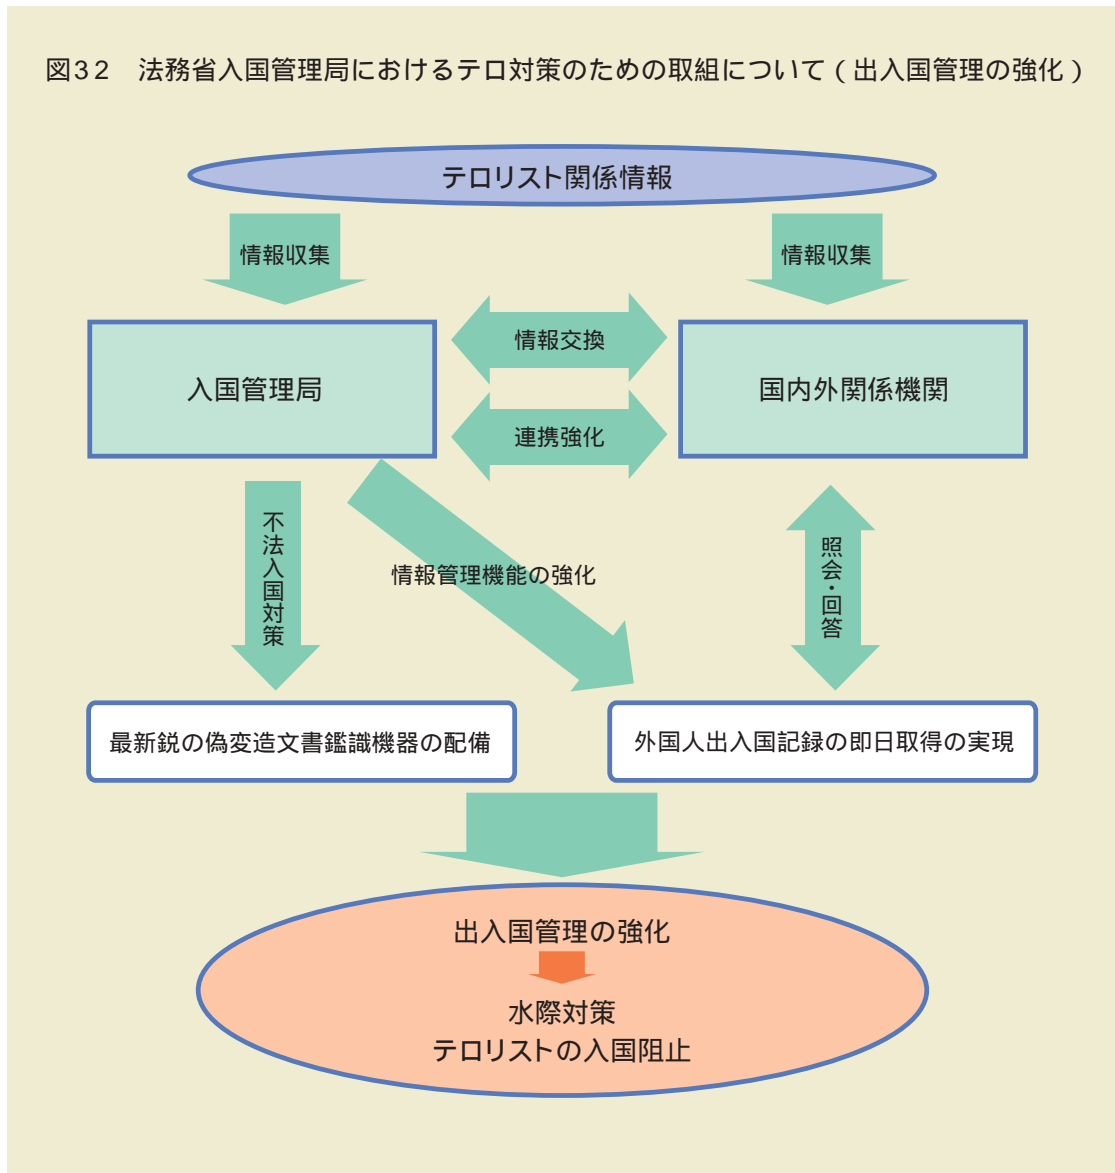 図32　法務省入国管理局におけるテロ対策のための取組について（出入国管理の強化）
テロリスト関係情報
情報収集
情報収集
情報交換
入国管理局
国内外関係機関
連携強化
不法入国対策
情報管理機能の強化
照会・回答
最新鋭の偽変造文書鑑識機器の配備
外国人出入国記録の即日取得の実現
出入国管理の強化
水際対策
テロリストの入国阻止